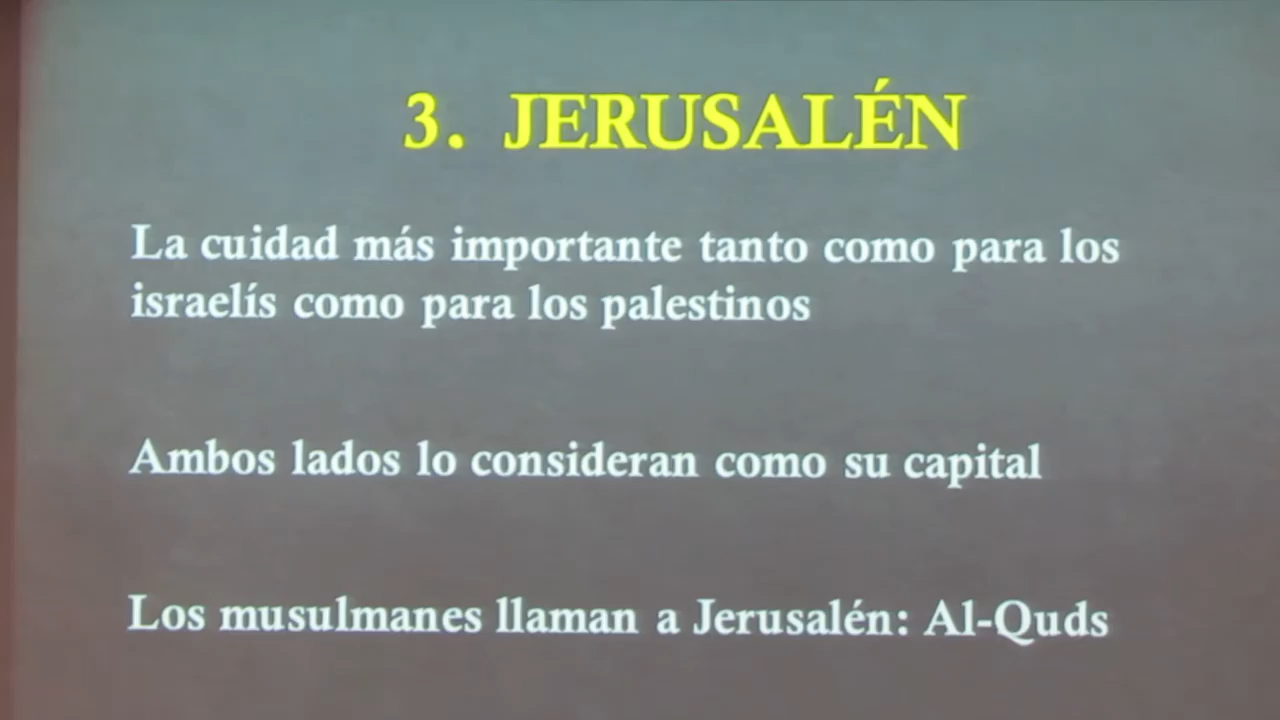 3. JERUSALÉN
La cuidad más importante tanto como para los
israelís como para los palestinos
Ambos lados lo consideran como su capital
Los musulmanes llaman a Jerusalén: Al-Quds